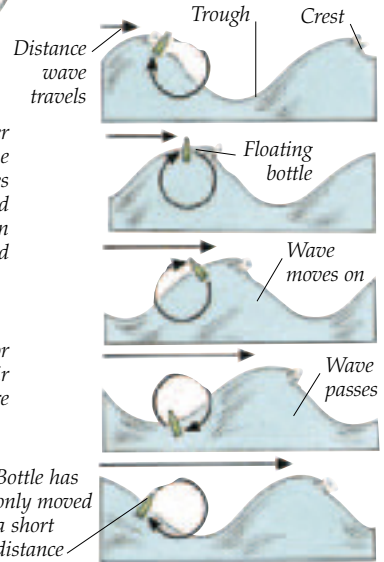 Trough
Crest
Distance
wave
travels
Floating
bottle
Wave
moves on
Wave
passes
Bottle has
only moved
a short
distance